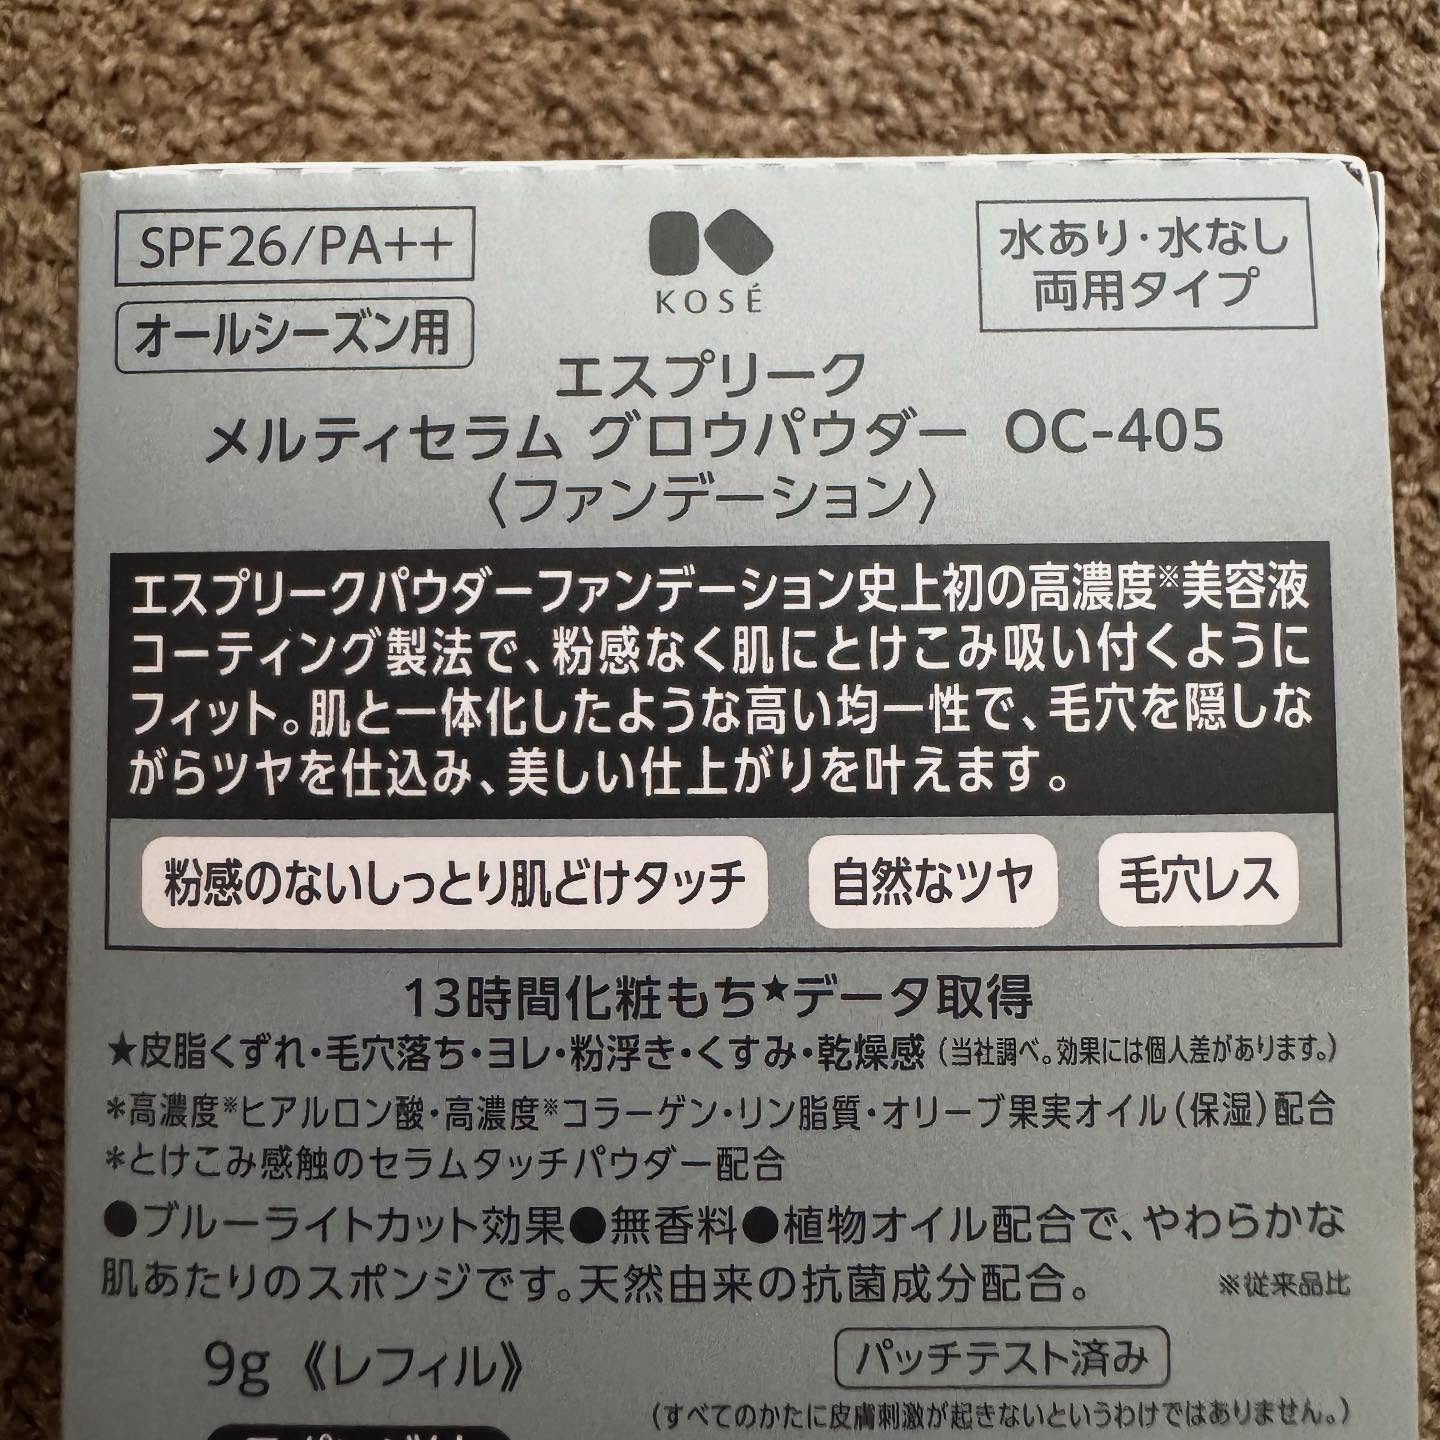 SPF26/PA++
オールシーズン用
KOSÉ
水あり・水なし
両用タイプ
エスプリーク
メルティセラム グロウパウダー OC-405
〈ファンデーション〉
エスプリークパウダーファンデーション史上初の高濃度※美容液
コーティング製法で、粉感なく肌にとけこみ吸い付くように
フィット。肌と一体化したような高い均一性で、毛穴を隠しな
がらツヤを仕込み、美しい仕上がりを叶えます。
粉感のないしっとり肌どけタッチ
自然なツヤ
毛穴レス
13時間化粧もち★データ取得
★皮脂くずれ・毛穴落ち・ヨレ・粉浮き・くすみ・乾燥感(当社調べ。効果には個人差があります。)
*高濃度※ヒアルロン酸・高濃度※コラーゲン・リン脂質・オリーブ果実オイル(保湿)配合
*とけこみ感触のセラムタッチパウダー配合
●ブルーライトカット効果●無香料●植物オイル配合で、やわらかな
肌あたりのスポンジです。天然由来の抗菌成分配合。
※従来品比
9g《レフィル》
パッチテスト済み
(すべてのかたに皮膚刺激が起きないというわけではありません。)